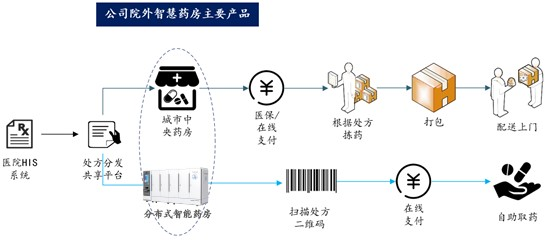 公司院外智慧药房主要产品
Rx
医院HIS
系统
处方分发
共享平台
城市中
央药房
医保/
在线
支付
根据处方
拣药
打包
配送上门
分布式智能药房
扫描处方
二维码
在线
支付
自助取药